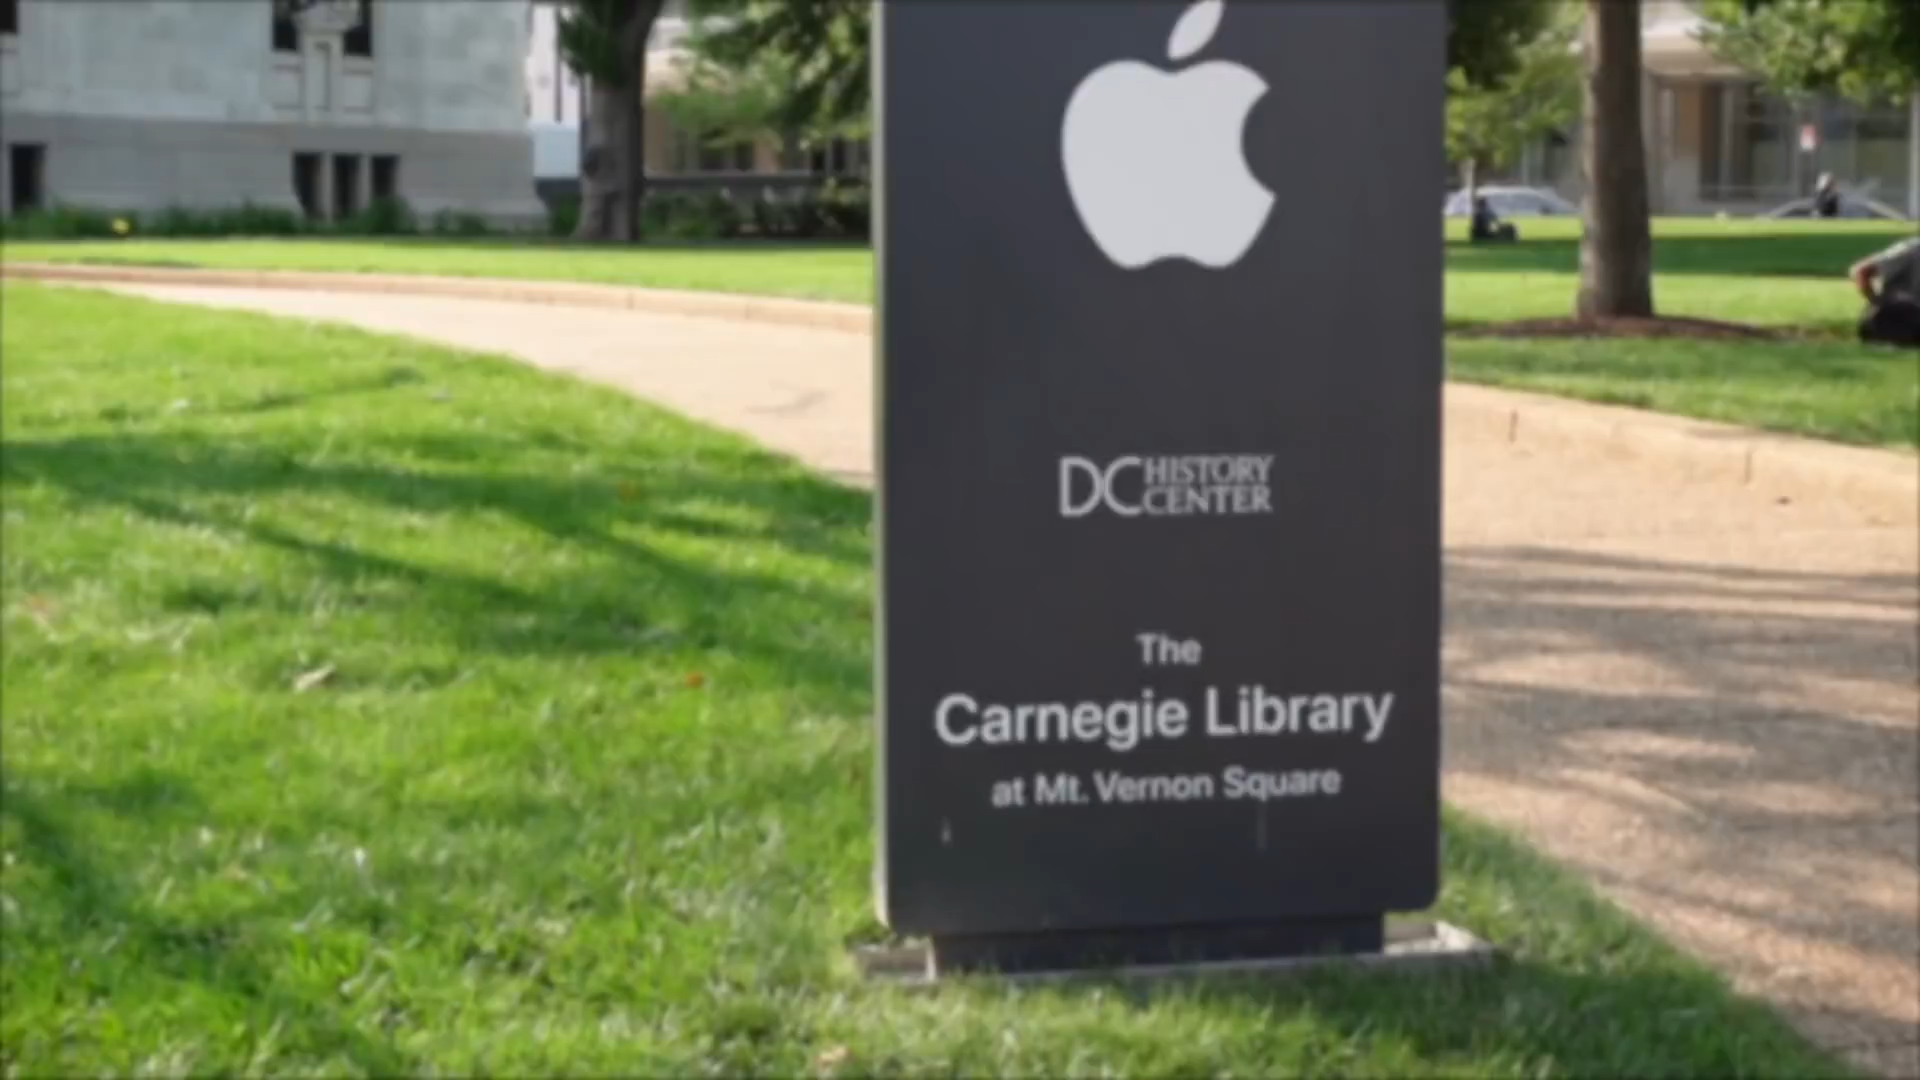 DC HISTORY
CENTER
The
Carnegie Library
at Mt. Vernon Square